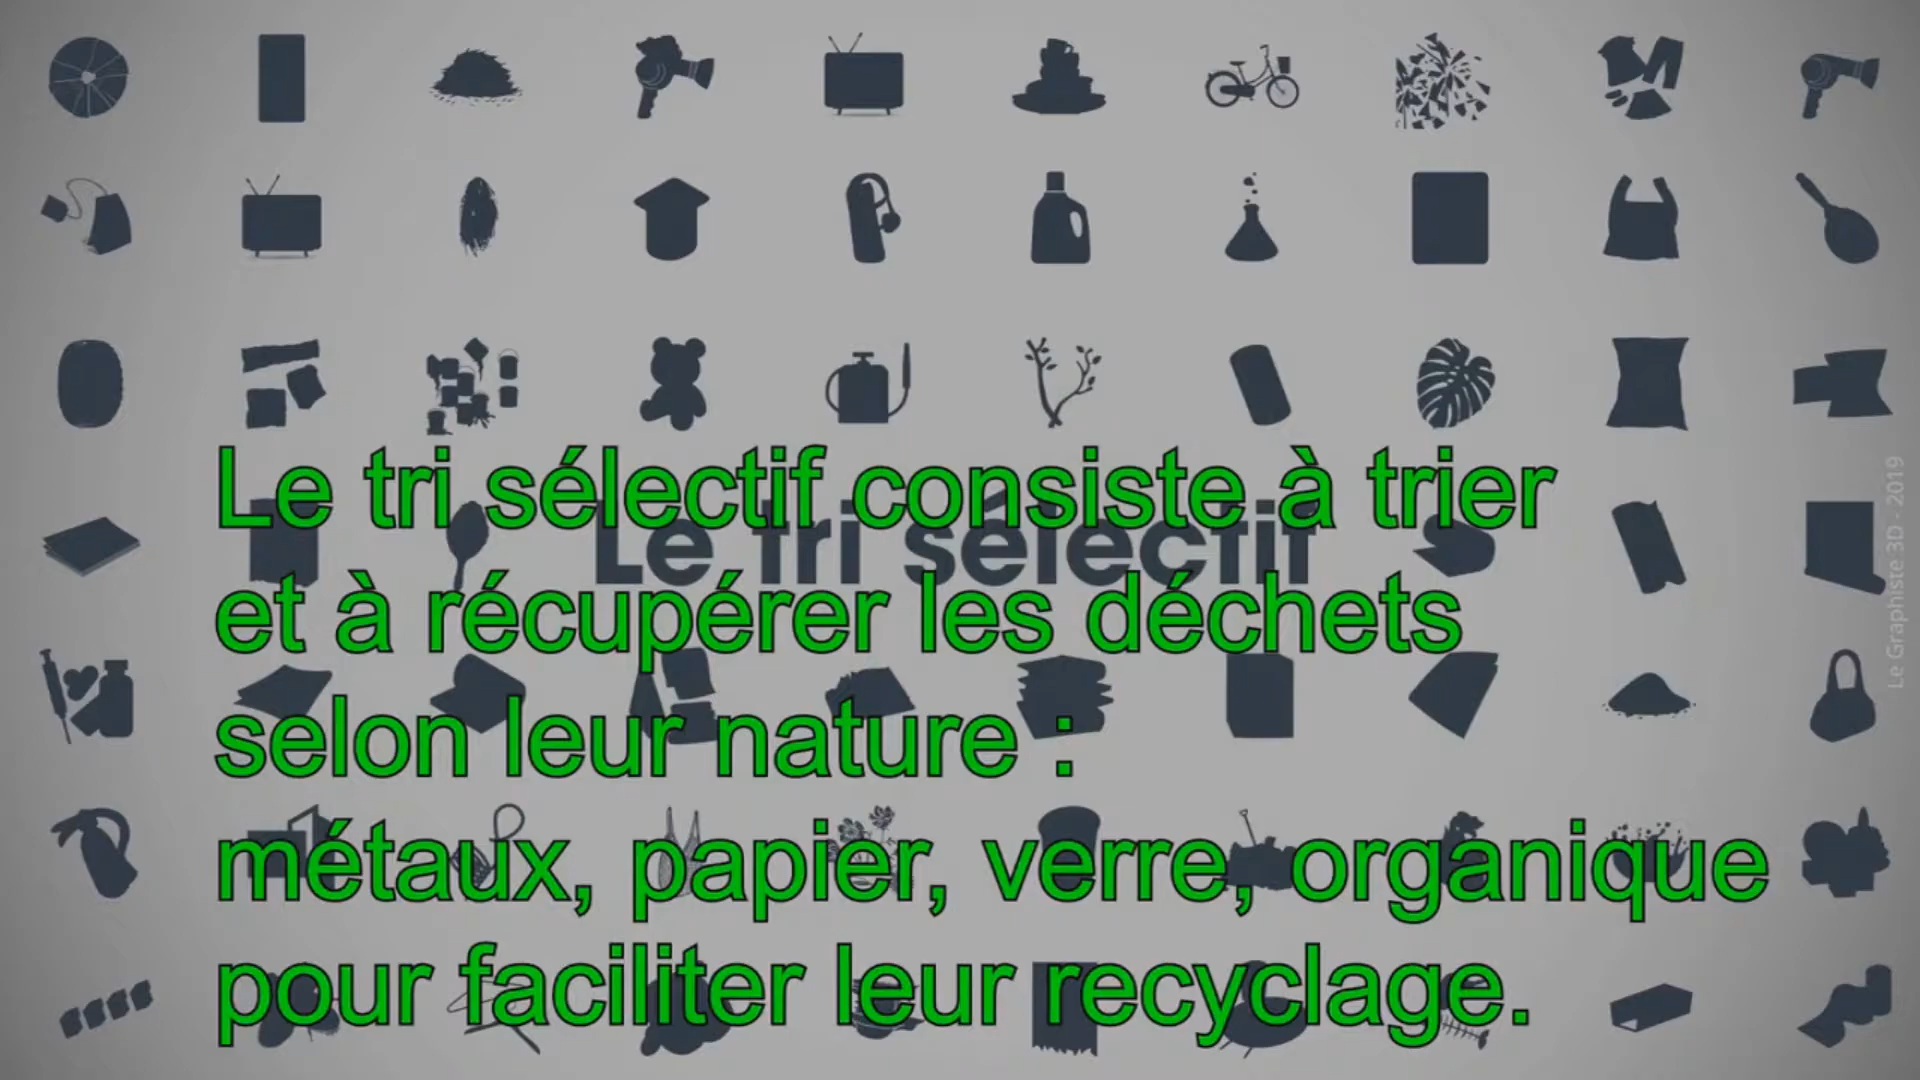 Le tri sélectif consiste à trier
Le tri sélectif
et à récupérer les déchets
selon leur nature :
métaux, papier, verre, organique
pour faciliter leur recyclage.
Le Graphiste 3D - 2019